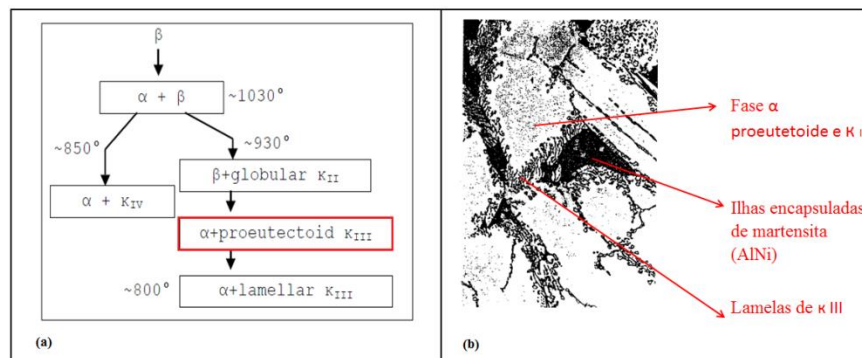 β
α + β
~1030°
~850°
~930°
β+globular κII
α + κIV
α+proeutectoid κIII
~800°
α+lamellar κIII
(a)
Fase α
proeutetoide e K
Ilhas encapsuladas
de martensita
(AlNi)
Lamelas de κ III
(b)